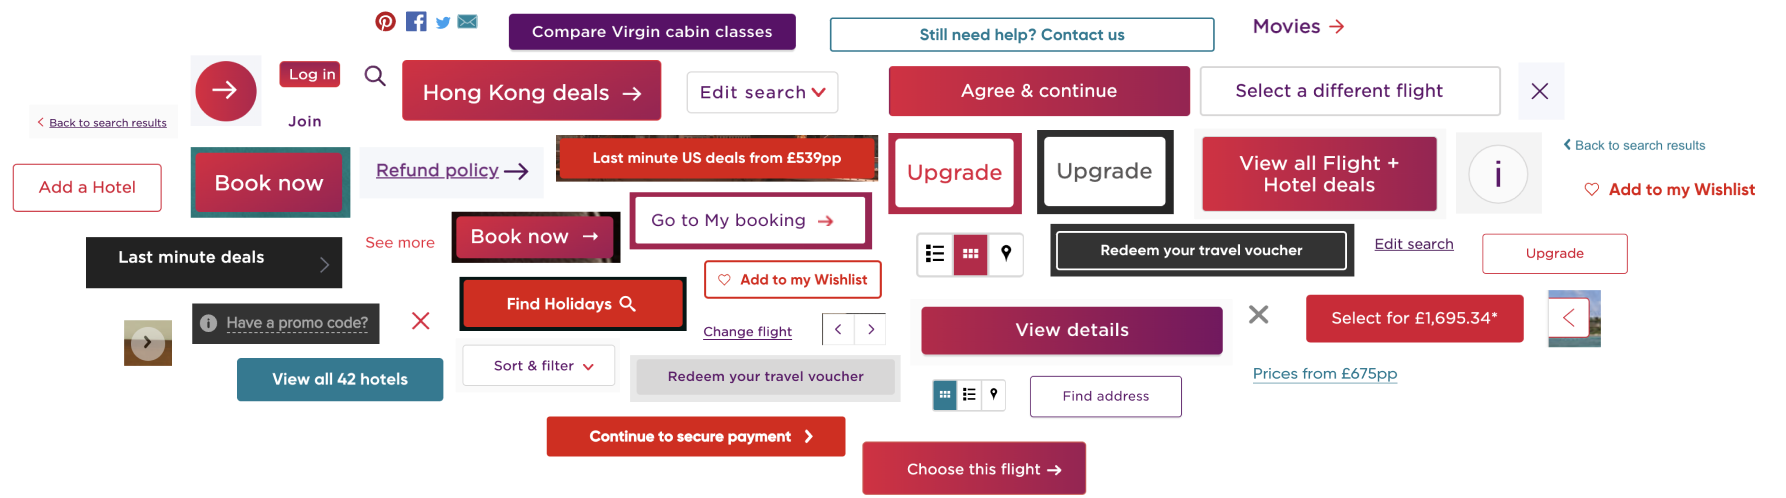 Compare Virgin cabin classes
Still need help? Contact us
Movies
Log in
Join
Hong Kong deals
Edit search
Agree & continue
Select a different flight
Back to search results
Add a Hotel
Book now
Refund policy
Last minute US deals from £539pp
Upgrade
Upgrade
View all Flight +
Hotel deals
i
Back to search results
Add to my Wishlist
Go to My booking
Last minute deals
See more
Book now
Redeem your travel voucher
Edit search
Upgrade
Add to my Wishlist
Find Holidays
Have a promo code?
Change flight
View details
Select for £1,695.34*
View all 42 hotels
Sort & filter
Redeem your travel voucher
Prices from £675pp
Find address
Continue to secure payment
Choose this flight